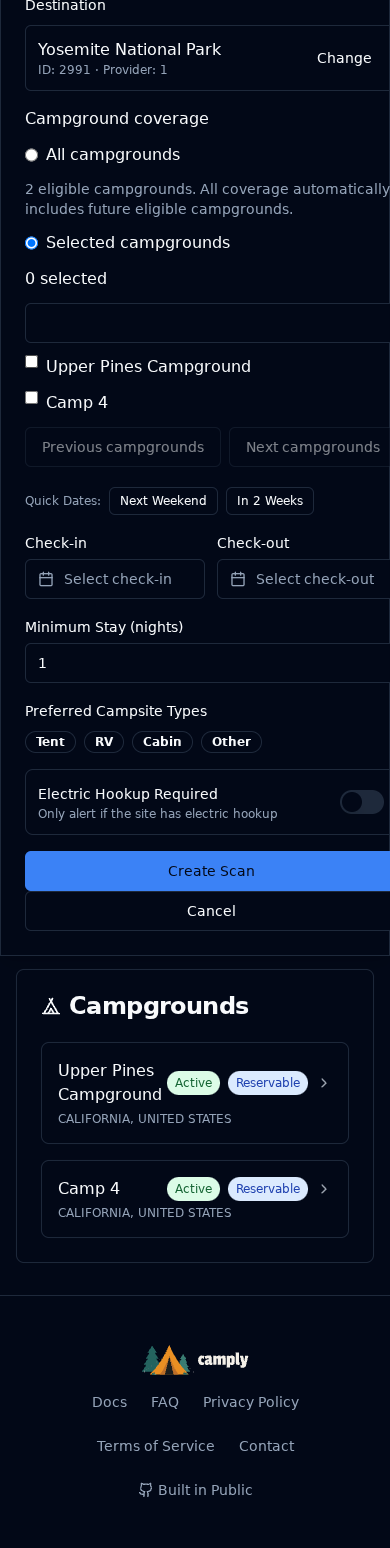 Destination
Yosemite National Park
ID: 2991 · Provider: 1
Change
Campground coverage
All campgrounds
2 eligible campgrounds. All coverage automatically
includes future eligible campgrounds.
Selected campgrounds
0 selected
Upper Pines Campground
Camp 4
Previous campgrounds
Next campgrounds
Quick Dates:
Next Weekend
In 2 Weeks
Check-in
Check-out
Select check-in
Select check-out
Minimum Stay (nights)
1
Preferred Campsite Types
Tent
RV
Cabin
Other
Electric Hookup Required
Only alert if the site has electric hookup
Create Scan
Cancel
Campgrounds
Upper Pines
Campground
Active
Reservable
CALIFORNIA, UNITED STATES
Camp 4
Active
Reservable
CALIFORNIA, UNITED STATES
camply
Docs
FAQ
Privacy Policy
Terms of Service
Contact
Built in Public